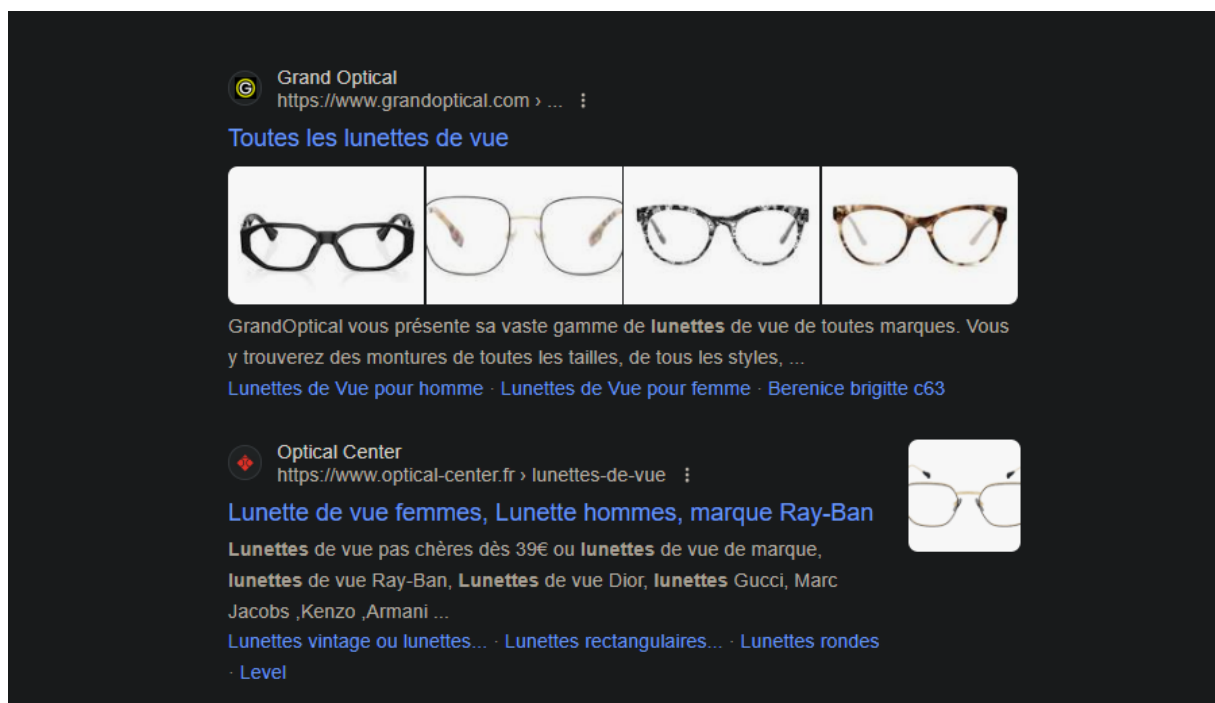 Grand Optical
https://www.grandoptical.com › ...
Toutes les lunettes de vue
GrandOptical vous présente sa vaste gamme de lunettes de vue de toutes marques. Vous
y trouverez des montures de toutes les tailles, de tous les styles, ...
Lunettes de Vue pour homme · Lunettes de Vue pour femme · Berenice brigitte c63
Optical Center
https://www.optical-center.fr › lunettes-de-vue
Lunette de vue femmes, Lunette hommes, marque Ray-Ban
Lunettes de vue pas chères dès 39€ ou lunettes de vue de marque,
lunettes de vue Ray-Ban, Lunettes de vue Dior, lunettes Gucci, Marc
Jacobs ,Kenzo ,Armani ...
Lunettes vintage ou lunettes... · Lunettes rectangulaires... · Lunettes rondes
· Level